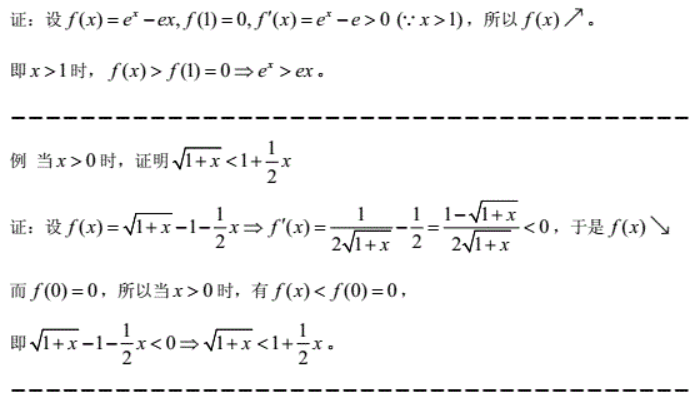 证：设 f(x)=eˣ−ex, f(1)=0, f′(x)=eˣ−e>0 (∵x>1)，所以 f(x)↗。
即 x>1 时，f(x)>f(1)=0⇒eˣ>ex。
例 当 x>0 时，证明 √(1+x)<1+1/2x
证：设 f(x)=√(1+x)−1−1/2x⇒f′(x)=1/(2√(1+x))−1/2=(1−√(1+x))/(2√(1+x))<0，于是 f(x)↘
而 f(0)=0，所以当 x>0 时，有 f(x)<f(0)=0，
即 √(1+x)−1−1/2x<0⇒√(1+x)<1+1/2x。